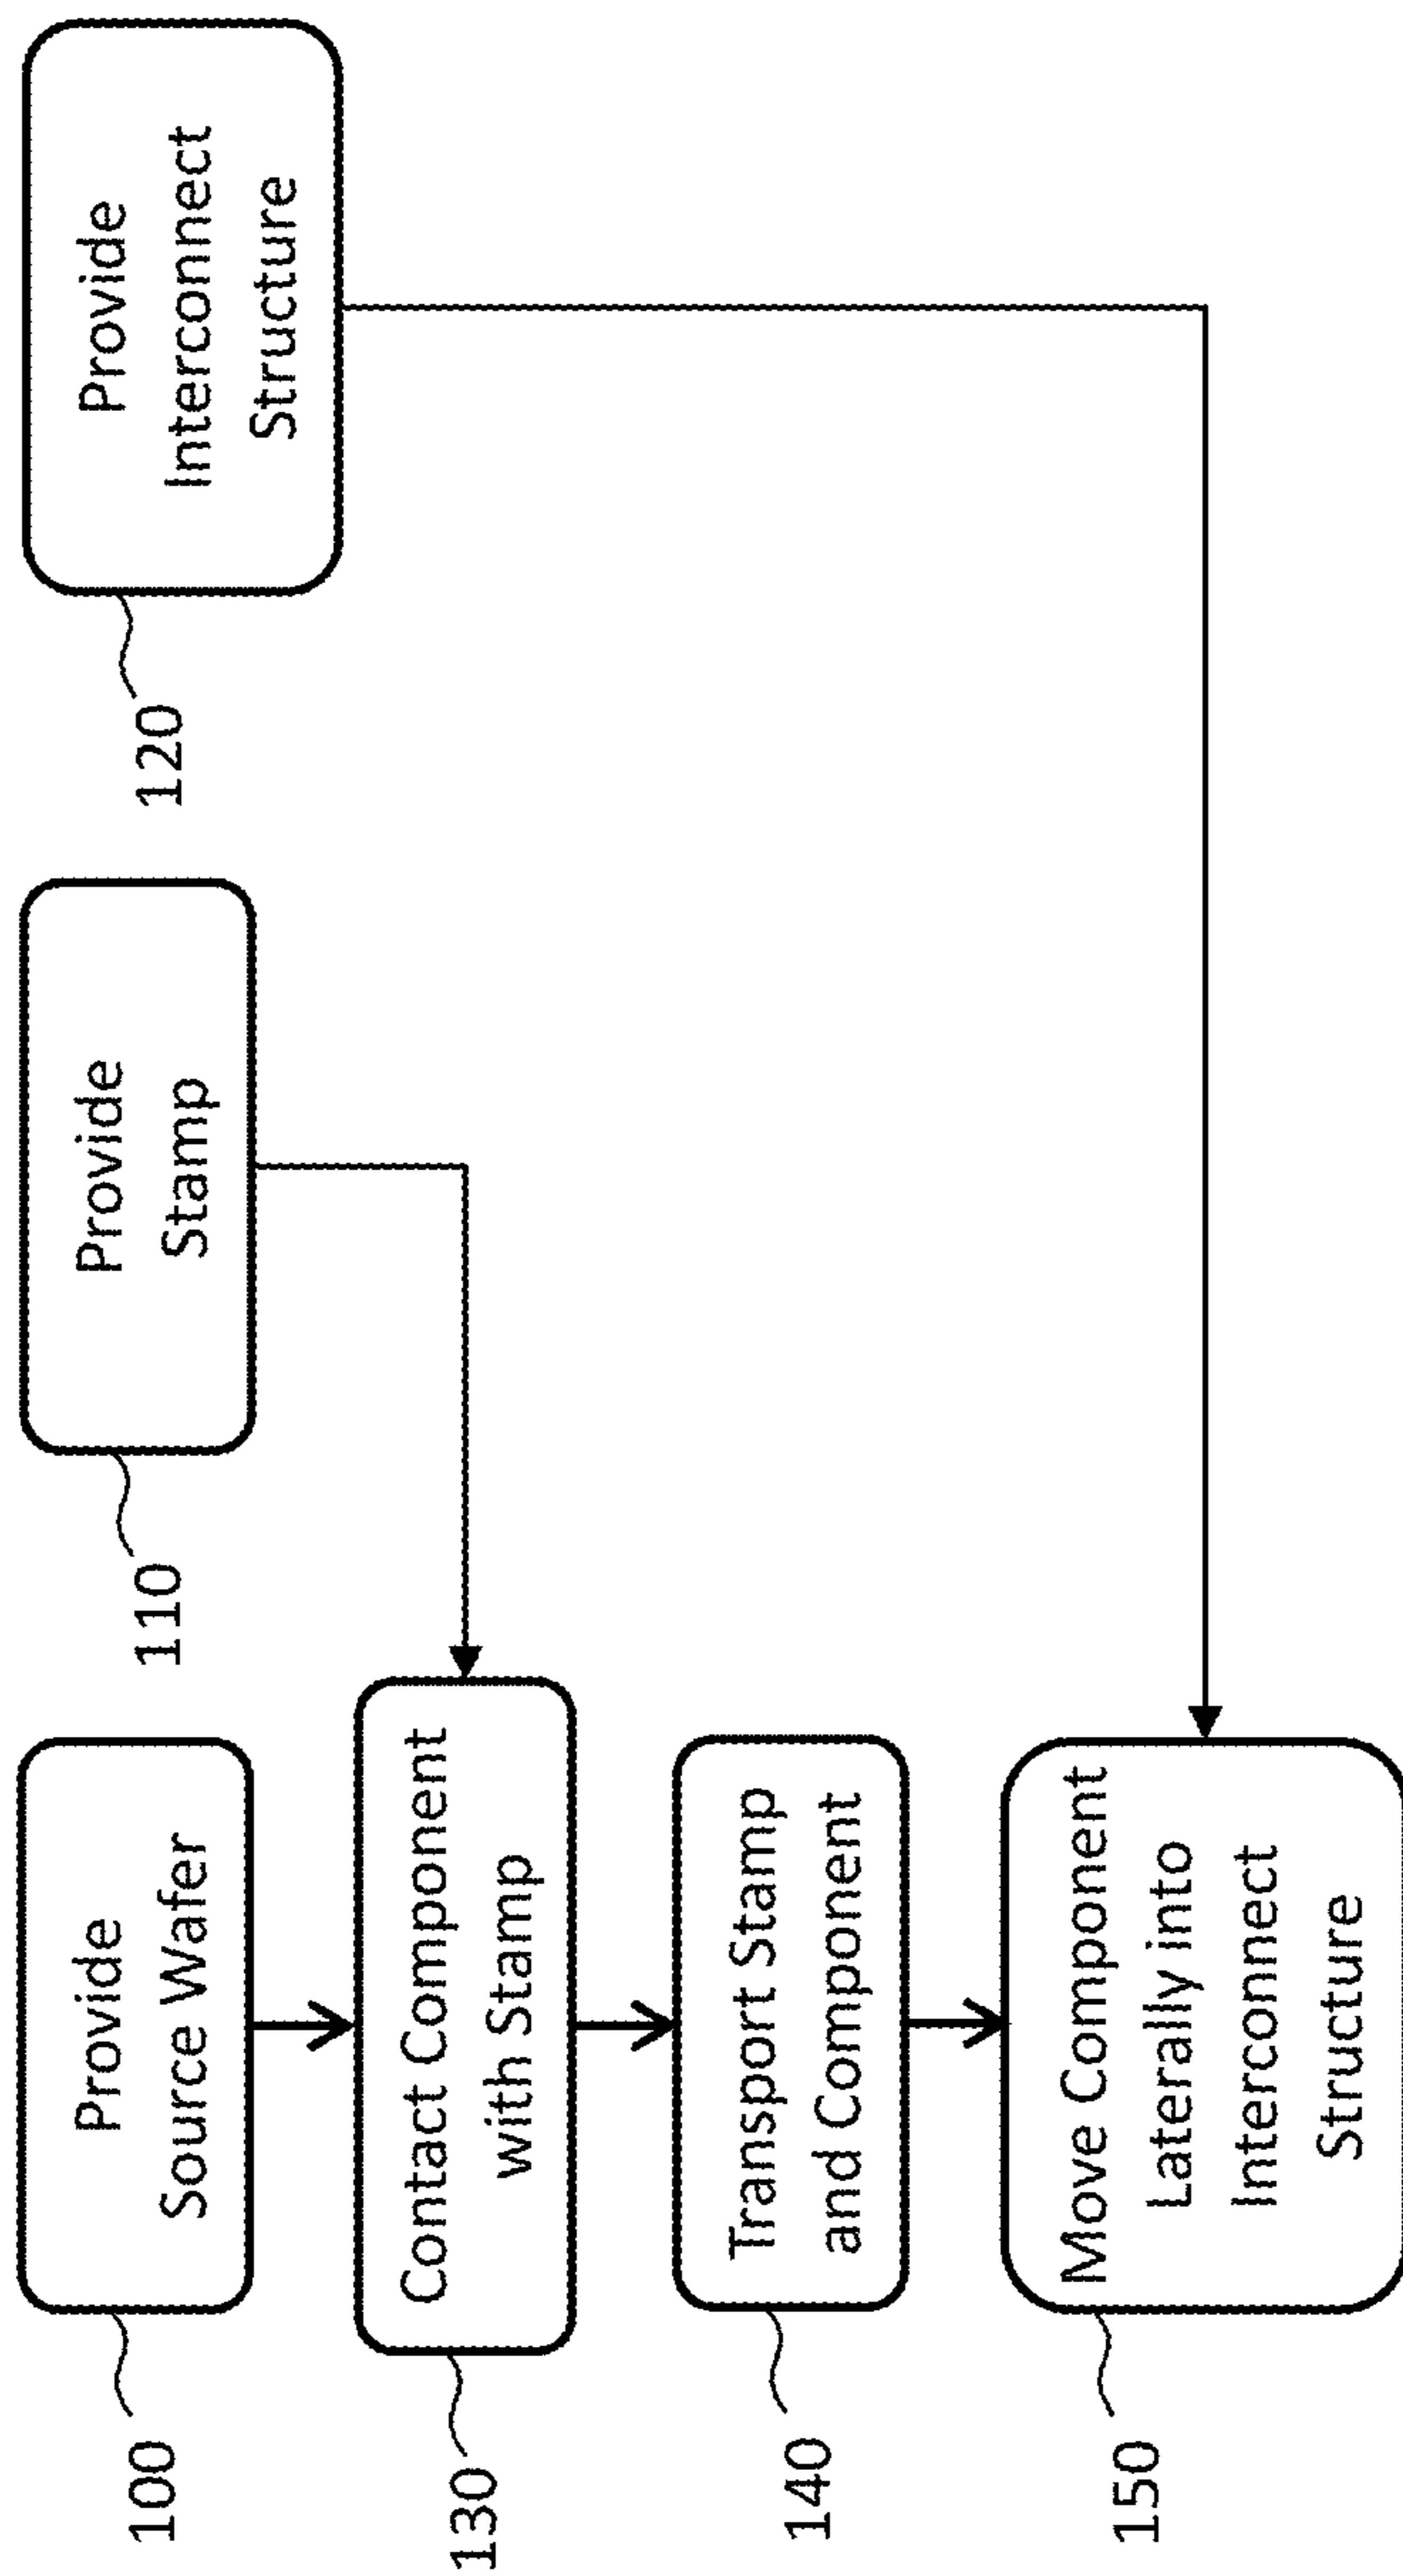 100
Provide
Source Wafer
110
Provide
Stamp
120
Provide
Interconnect
Structure
130
Contact Component
with Stamp
140
Transport Stamp
and Component
150
Move Component
Laterally into
Interconnect
Structure